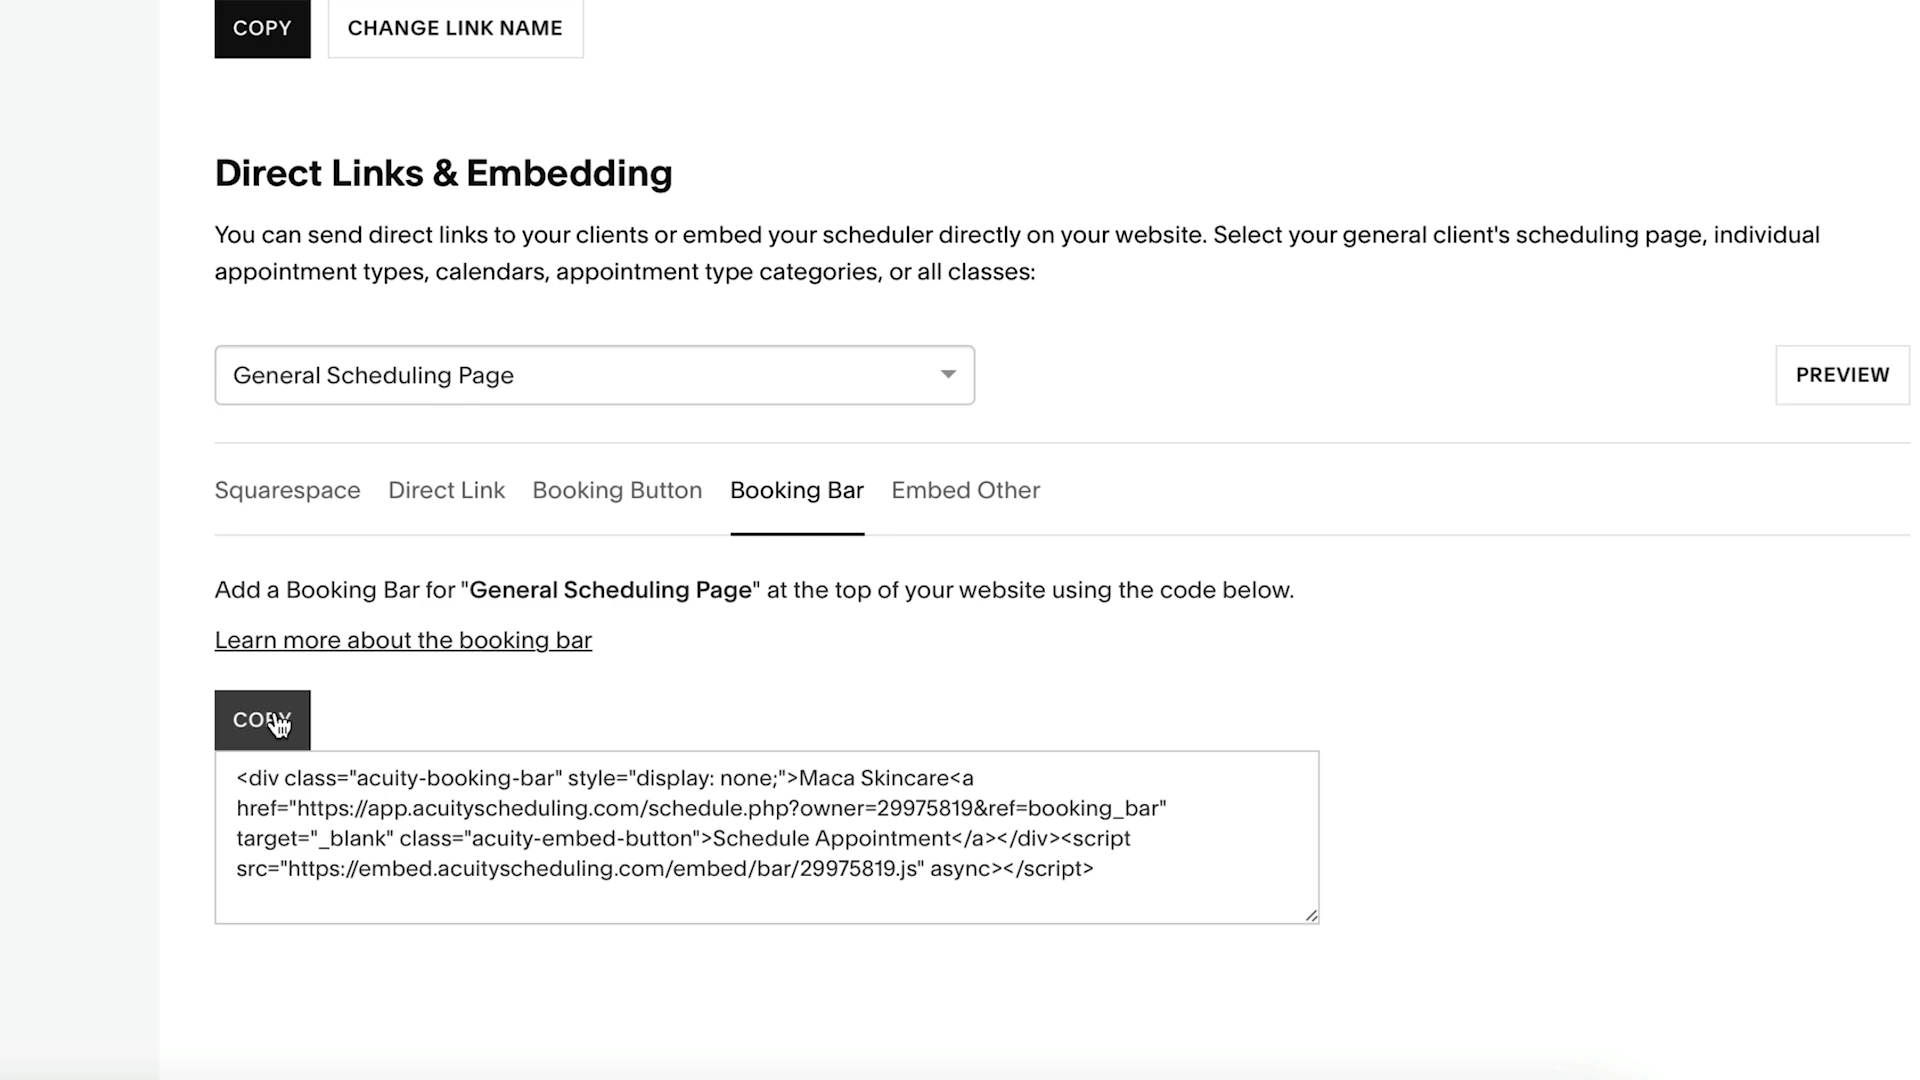 COPY
CHANGE LINK NAME
Direct Links & Embedding
You can send direct links to your clients or embed your scheduler directly on your website. Select your general client's scheduling page, individual
appointment types, calendars, appointment type categories, or all classes:
General Scheduling Page
PREVIEW
Squarespace
Direct Link
Booking Button
Booking Bar
Embed Other
Add a Booking Bar for "General Scheduling Page" at the top of your website using the code below.
Learn more about the booking bar
COPY
<div class="acuity-booking-bar" style="display: none;">Maca Skincare<a
href="https://app.acuityscheduling.com/schedule.php?owner=29975819&ref=booking_bar"
target="_blank" class="acuity-embed-button">Schedule Appointment</a></div><script
src="https://embed.acuityscheduling.com/embed/bar/29975819.js" async></script>